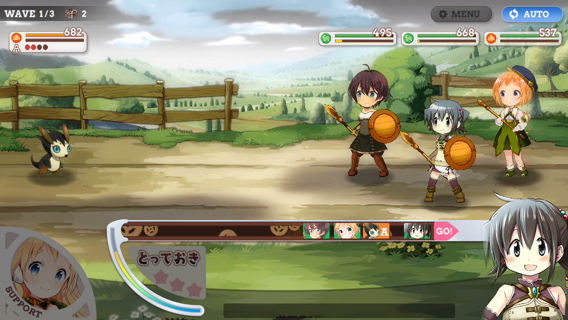 WAVE 1/3 2
MENU
AUTO
682
A
495
668
537
A
GO!
とっておき
SUPPORT